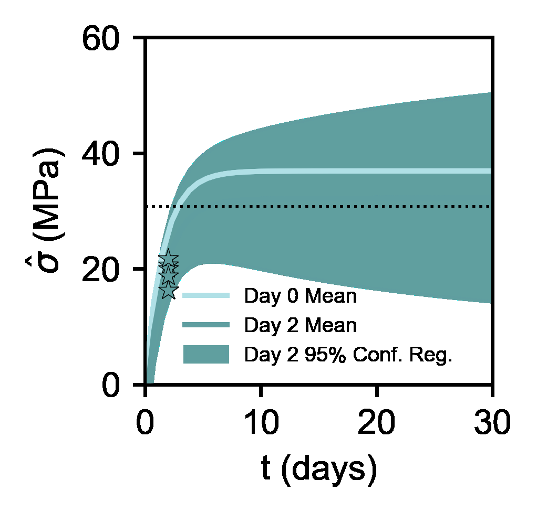 60
40
20
0
σ̂ (MPa)
Day 0 Mean
Day 2 Mean
Day 2 95% Conf. Reg.
0 10 20 30
t (days)